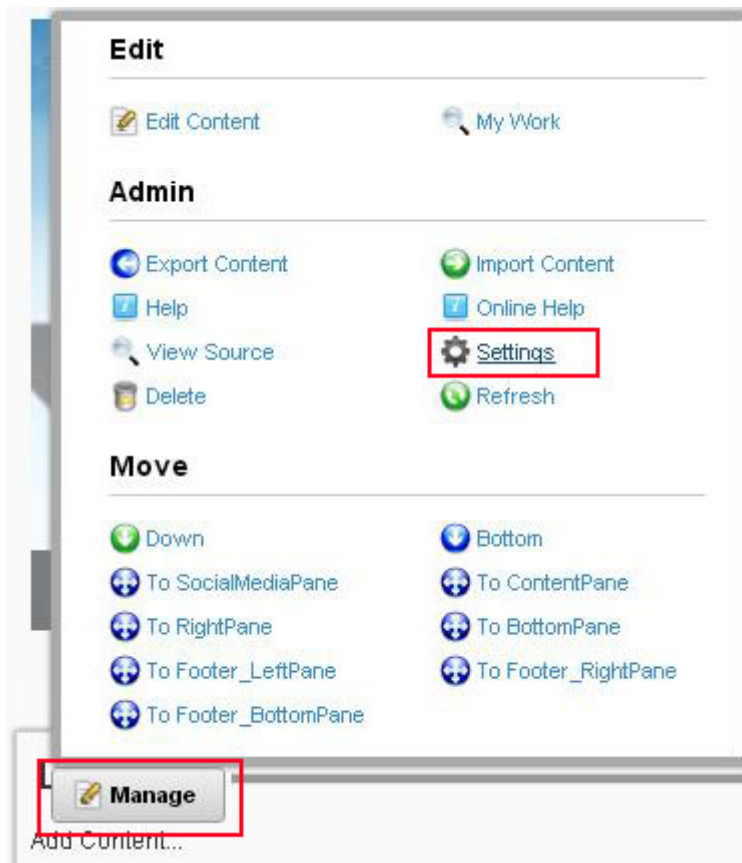 Edit
Edit Content My Work
Admin
Export Content Import Content
Help Online Help
View Source Settings
Delete Refresh
Move
Down Bottom
To SocialMediaPane To ContentPane
To RightPane To BottomPane
To Footer_LeftPane To Footer_RightPane
To Footer_BottomPane
Manage
Add Content...